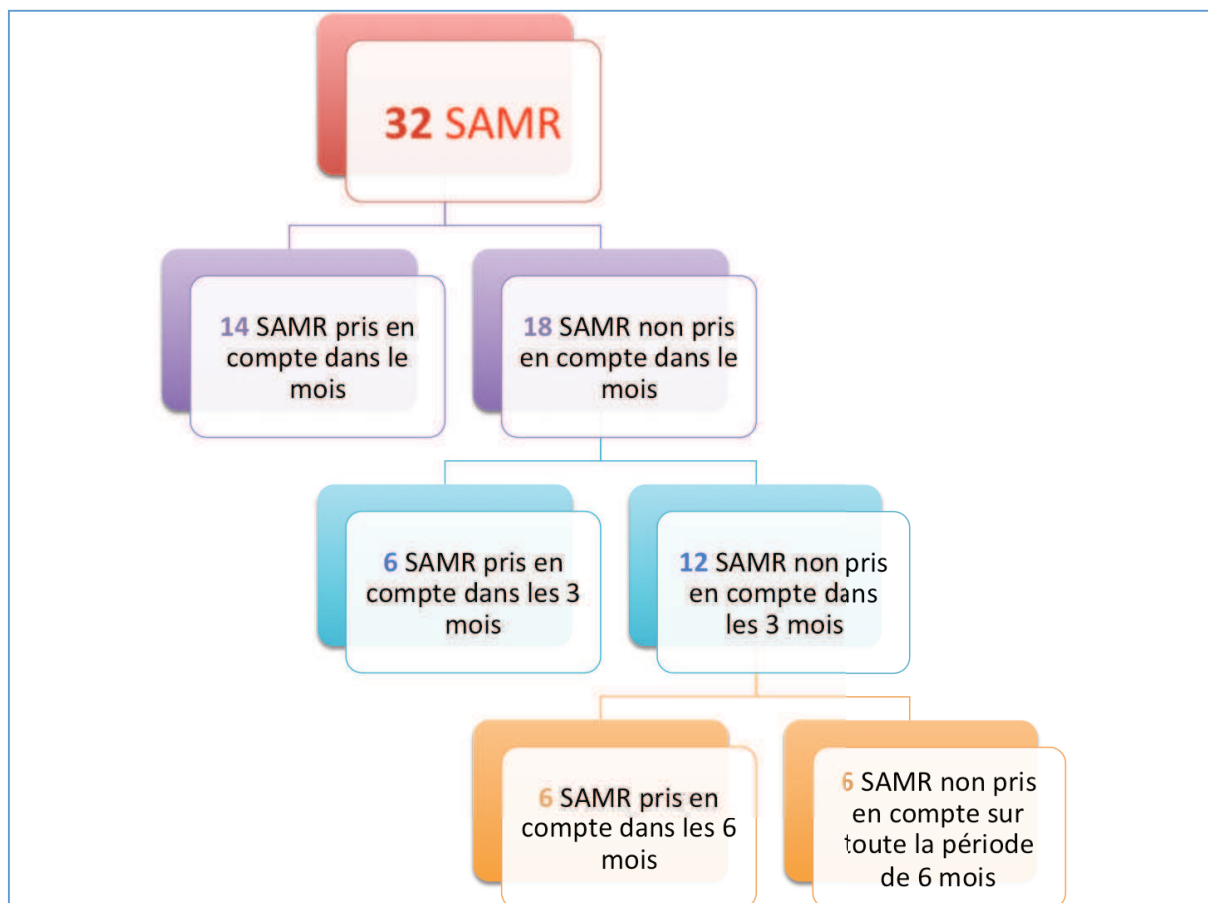 32 SAMR
14 SAMR pris en
compte dans le
mois
18 SAMR non pris
en compte dans le
mois
6 SAMR pris en
compte dans les 3
mois
12 SAMR non pris
en compte dans
les 3 mois
6 SAMR pris en
compte dans les 6
mois
6 SAMR non pris
en compte sur
toute la période
de 6 mois